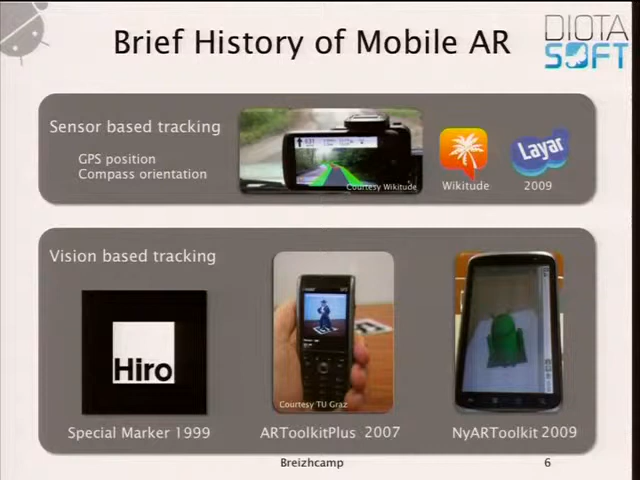 Brief History of Mobile AR
DIOTA
SOFT
Sensor based tracking
GPS position
Compass orientation
Courtesy Wikitude
Wikitude
Layar
2009
Vision based tracking
Hiro
Courtesy TU Graz
Special Marker 1999
ARToolkitPlus 2007
NyARToolkit 2009
Breizhcamp
6